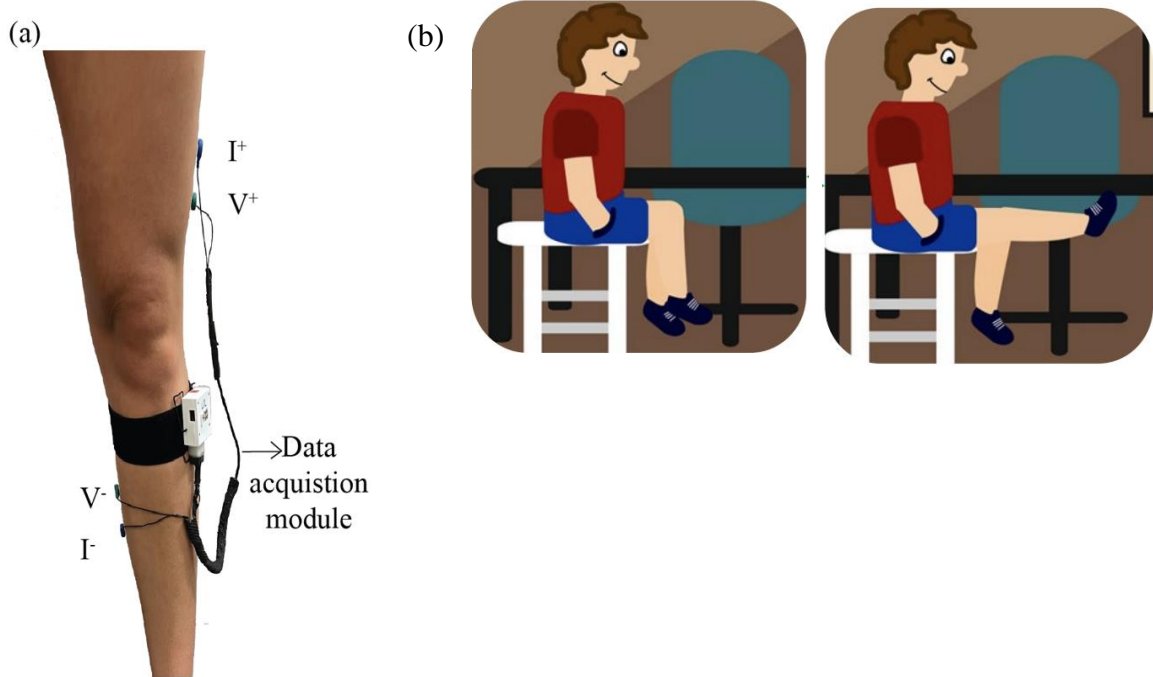 (a)
(b)
I⁺
V⁺
Data
acquistion
module
V⁻
I⁻